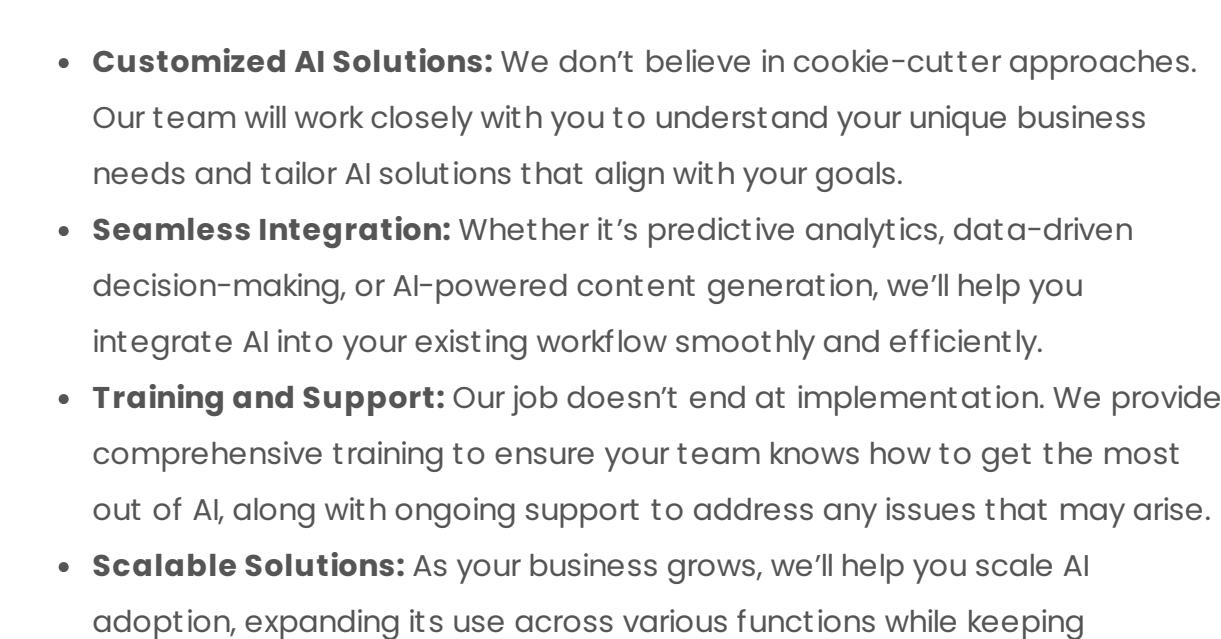 • Customized AI Solutions: We don’t believe in cookie-cutter approaches.
Our team will work closely with you to understand your unique business
needs and tailor AI solutions that align with your goals.
• Seamless Integration: Whether it’s predictive analytics, data-driven
decision-making, or AI-powered content generation, we’ll help you
integrate AI into your existing workflow smoothly and efficiently.
• Training and Support: Our job doesn’t end at implementation. We provide
comprehensive training to ensure your team knows how to get the most
out of AI, along with ongoing support to address any issues that may arise.
• Scalable Solutions: As your business grows, we’ll help you scale AI
adoption, expanding its use across various functions while keeping